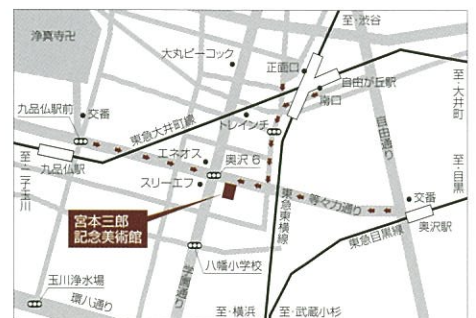 浄真寺卍
大丸ピーコック
至・渋谷
正面口
自由が丘駅
南口
至・大井町
九品仏駅前
交番
東急大井町線
トレインチ
自由通り
九品仏駅
エネオス
奥沢6
至・二子玉川
スリーエフ
東急東横線
等々力通り
至・目黒
交番
奥沢駅
東急目黒線
宮本三郎
記念美術館
八幡小学校
学園通り
玉川浄水場
環八通り
至・横浜
至・武蔵小杉